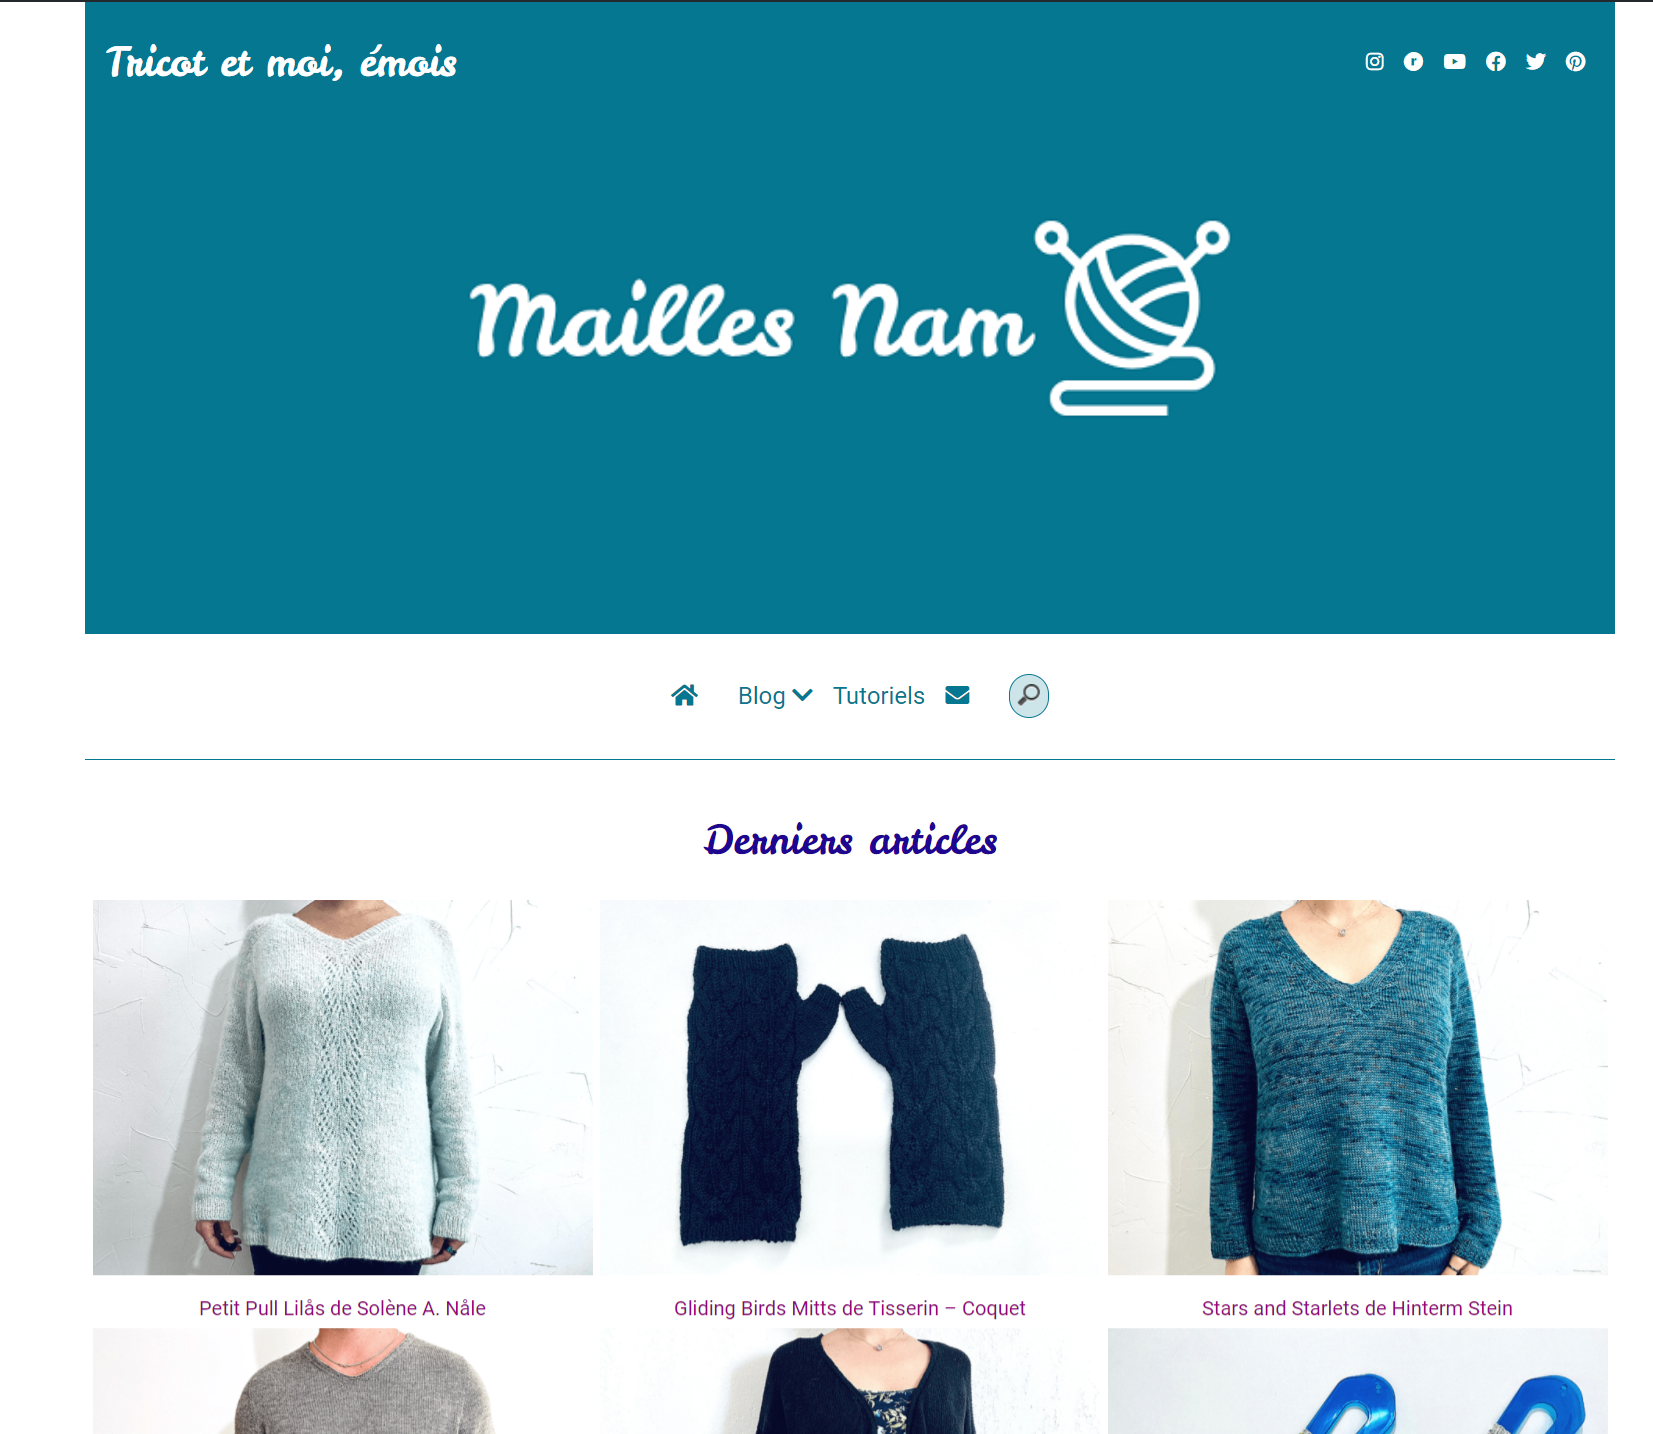 Tricot et moi, émois
Mailles Nam
Blog
Tutoriels
Derniers articles
Petit Pull Lilås de Solène A. Nåle
Gliding Birds Mitts de Tisserin – Coquet
Stars and Starlets de Hinterm Stein